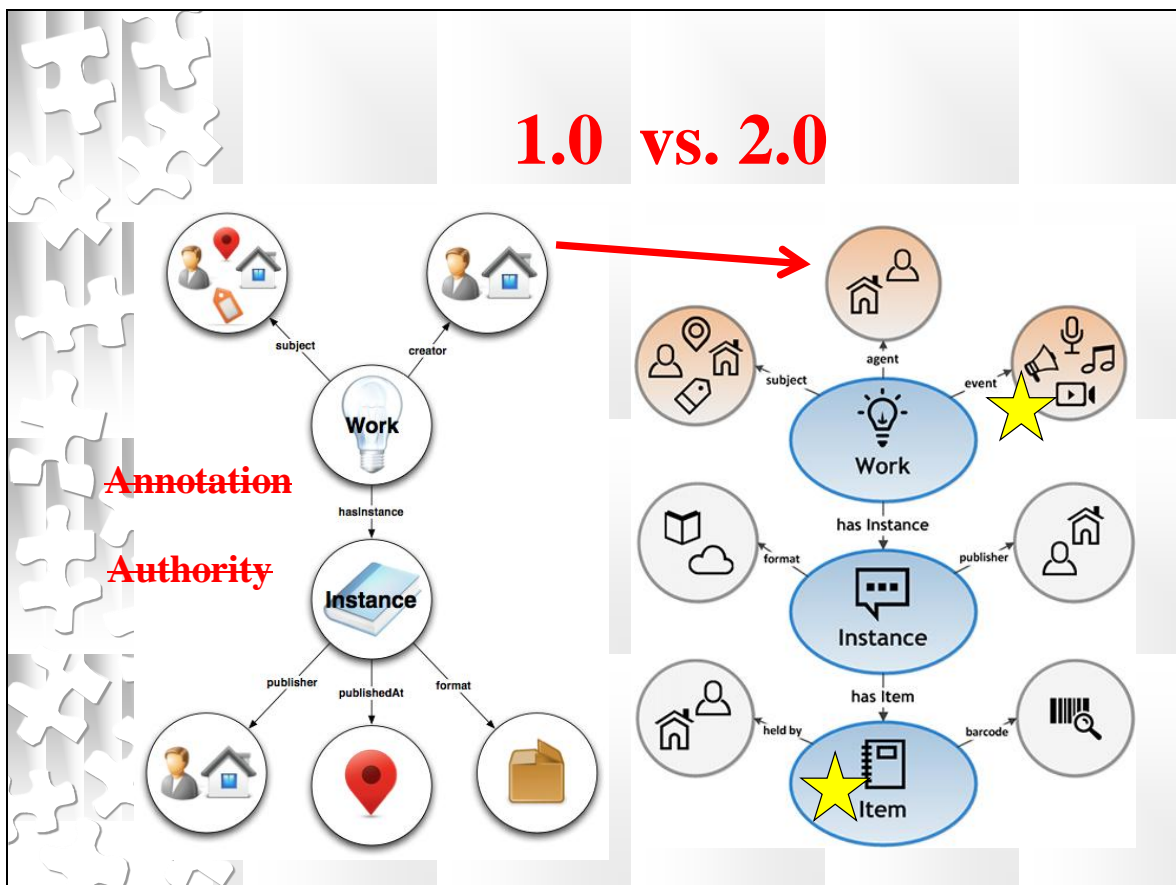 1.0 vs. 2.0
subject
creator
Work
Annotation
hasInstance
Authority
Instance
publisher
publishedAt
format
agent
subject
event
Work
has Instance
format
publisher
Instance
has Item
held by
barcode
Item